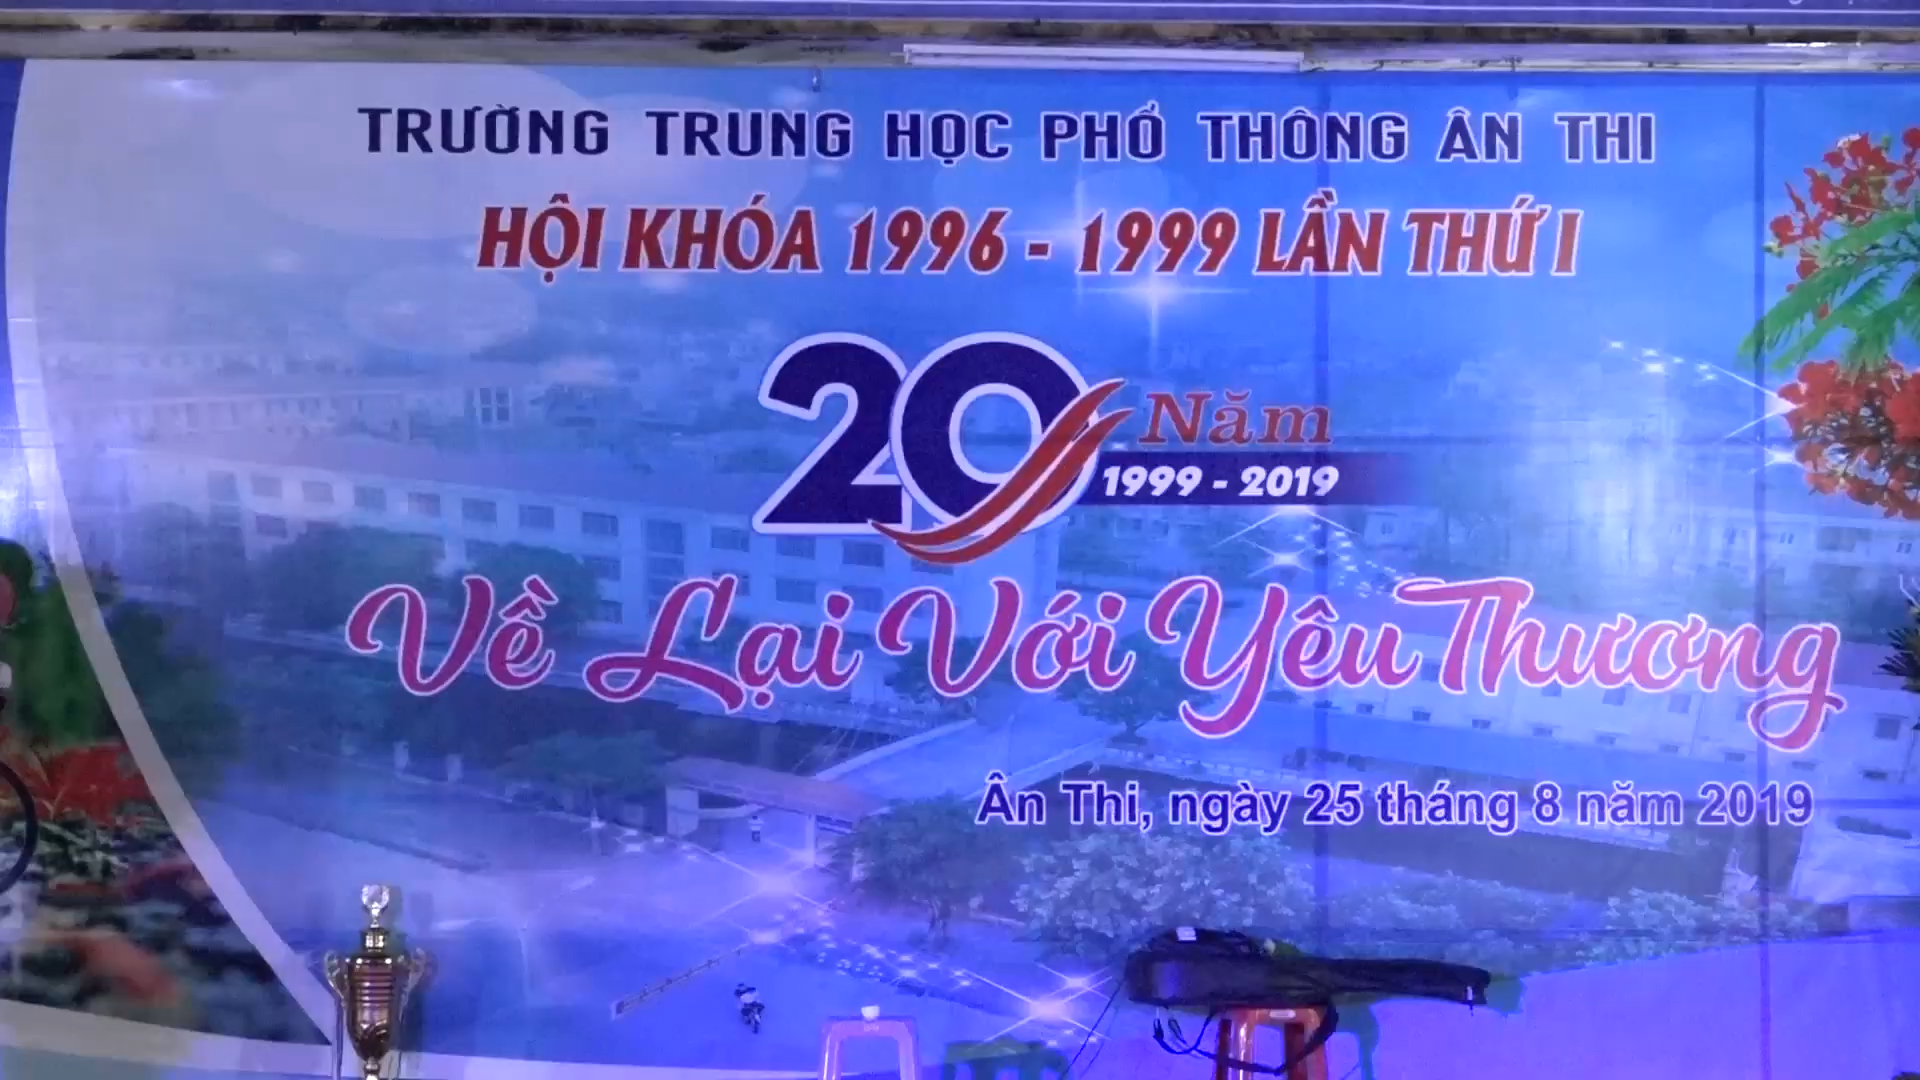 TRƯỜNG TRUNG HỌC PHỔ THÔNG ÂN THI
HỘI KHÓA 1996 - 1999 LẦN THỨ I
20 Năm
1999 - 2019
Về Lại Với Yêu Thương
Ân Thi, ngày 25 tháng 8 năm 2019